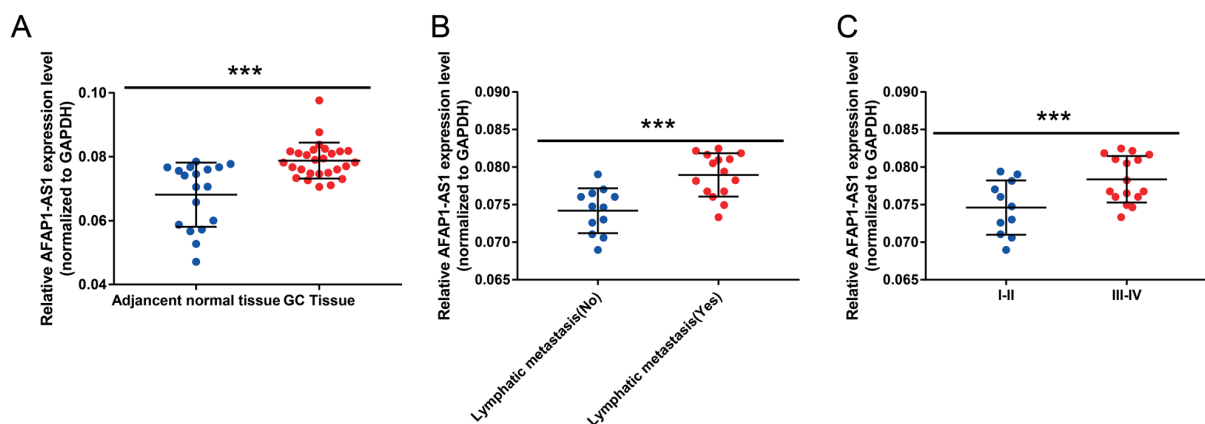 A
Relative AFAP1-AS1 expression level
(normalized to GAPDH)
***
0.10
0.08
0.06
0.04
Adjancent normal tissue GC Tissue
B
Relative AFAP1-AS1 expression level
(normalized to GAPDH)
***
0.090
0.085
0.080
0.075
0.070
0.065
Lymphatic metastasis(No)
Lymphatic metastasis(Yes)
C
Relative AFAP1-AS1 expression level
(normalized to GAPDH)
***
0.090
0.085
0.080
0.075
0.070
0.065
I-II
III-IV